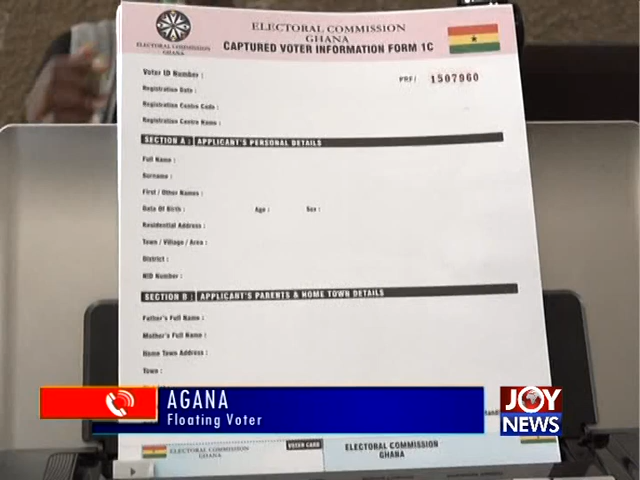 ELECTORAL COMMISSION
GHANA
CAPTURED VOTER INFORMATION FORM 1C
ELECTORAL COMMISSION
GHANA
Voter ID Number :
PRF: 1507960
Registration Date :
Registration Centre Code :
Registration Centre Name :
SECTION A : APPLICANT'S PERSONAL DETAILS
Full Name :
Surname :
First / Other Names :
Date Of Birth : Age : Sex :
Residential Address :
Town / Village / Area :
District :
NID Number :
SECTION B : APPLICANT'S PARENTS & HOME TOWN DETAILS
Father's Full Name :
Mother's Full Name :
Home Town Address :
Town :
AGANA
Floating Voter
JOY
NEWS
ELECTORAL COMMISSION
GHANA
VOTER CARD
ELECTORAL COMMISSION
GHANA